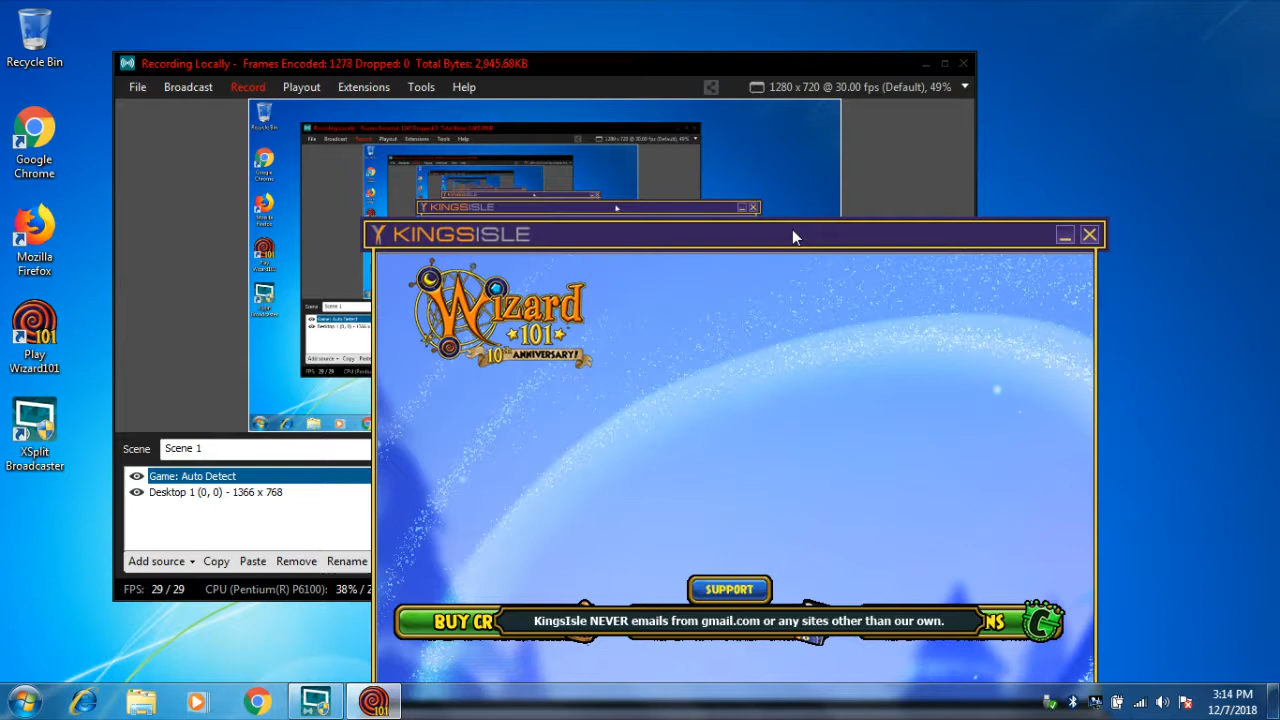 Recycle Bin
Google
Chrome
Mozilla
Firefox
Play
Wizard101
XSplit
Broadcaster
Recording Locally - Frames Encoded: 1278 Dropped: 0 Total Bytes: 2,945.69KB
File Broadcast Record Playout Extensions Tools Help 1280 x 720 @ 30.00 fps (Default), 49%
KINGSISLE
KINGSISLE
Wizard
101
10TH ANNIVERSARY!
Scene Scene 1
Game: Auto Detect
Desktop 1 (0, 0) - 1366 x 768
Add source Copy Paste Remove Rename
FPS: 29 / 29 CPU (Pentium(R) P6100): 38% / 2
SUPPORT
BUY CR KingsIsle NEVER emails from gmail.com or any sites other than our own. NS
3:14 PM
12/7/2018